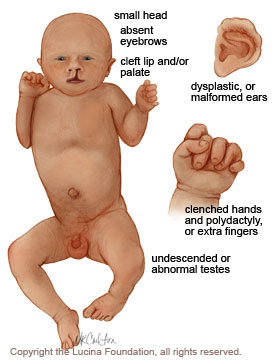 small head
absent
eyebrows
cleft lip and/or
palate
dysplastic, or
malformed ears
clenched hands
and polydactyly,
or extra fingers
undescended or
abnormal testes
Copyright the Lucina Foundation, all rights reserved.